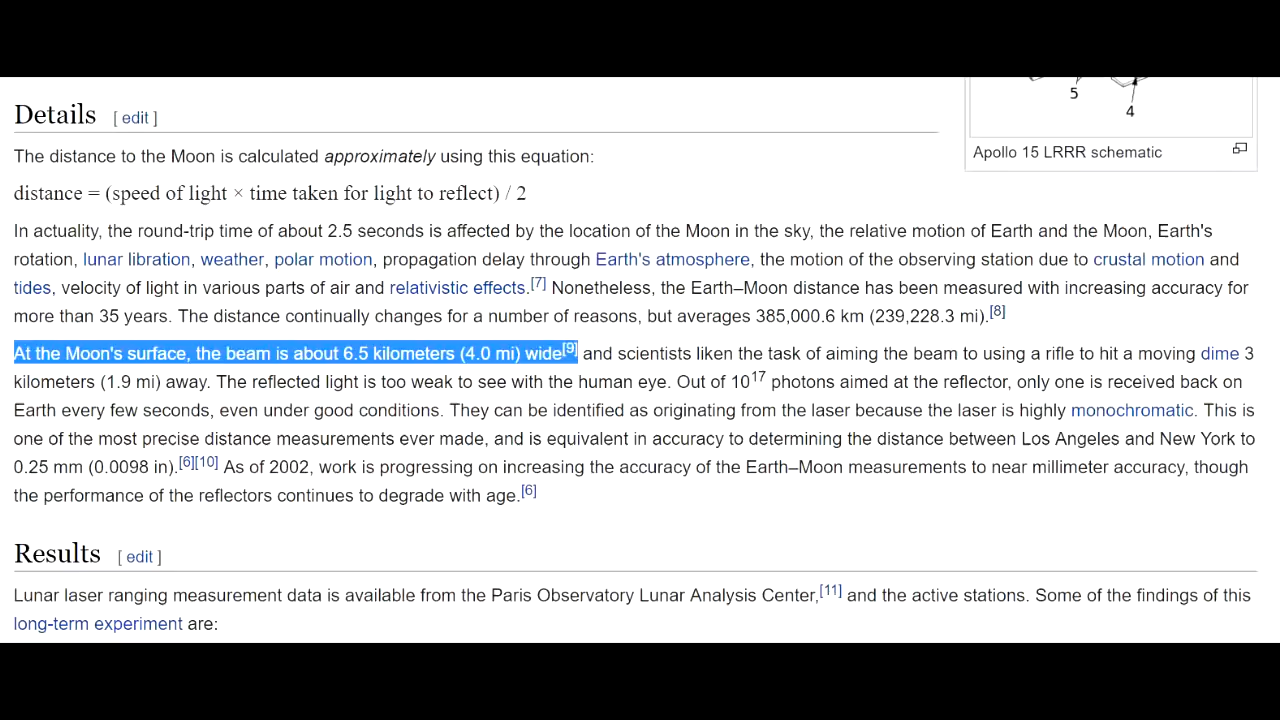 5
4
Apollo 15 LRRR schematic
Details [ edit ]
The distance to the Moon is calculated approximately using this equation:
distance = (speed of light × time taken for light to reflect) / 2
In actuality, the round-trip time of about 2.5 seconds is affected by the location of the Moon in the sky, the relative motion of Earth and the Moon, Earth's
rotation, lunar libration, weather, polar motion, propagation delay through Earth's atmosphere, the motion of the observing station due to crustal motion and
tides, velocity of light in various parts of air and relativistic effects.[7] Nonetheless, the Earth–Moon distance has been measured with increasing accuracy for
more than 35 years. The distance continually changes for a number of reasons, but averages 385,000.6 km (239,228.3 mi).[8]
At the Moon's surface, the beam is about 6.5 kilometers (4.0 mi) wide[9] and scientists liken the task of aiming the beam to using a rifle to hit a moving dime 3
kilometers (1.9 mi) away. The reflected light is too weak to see with the human eye. Out of 10¹⁷ photons aimed at the reflector, only one is received back on
Earth every few seconds, even under good conditions. They can be identified as originating from the laser because the laser is highly monochromatic. This is
one of the most precise distance measurements ever made, and is equivalent in accuracy to determining the distance between Los Angeles and New York to
0.25 mm (0.0098 in).[6][10] As of 2002, work is progressing on increasing the accuracy of the Earth–Moon measurements to near millimeter accuracy, though
the performance of the reflectors continues to degrade with age.[6]
Results [ edit ]
Lunar laser ranging measurement data is available from the Paris Observatory Lunar Analysis Center,[11] and the active stations. Some of the findings of this
long-term experiment are: